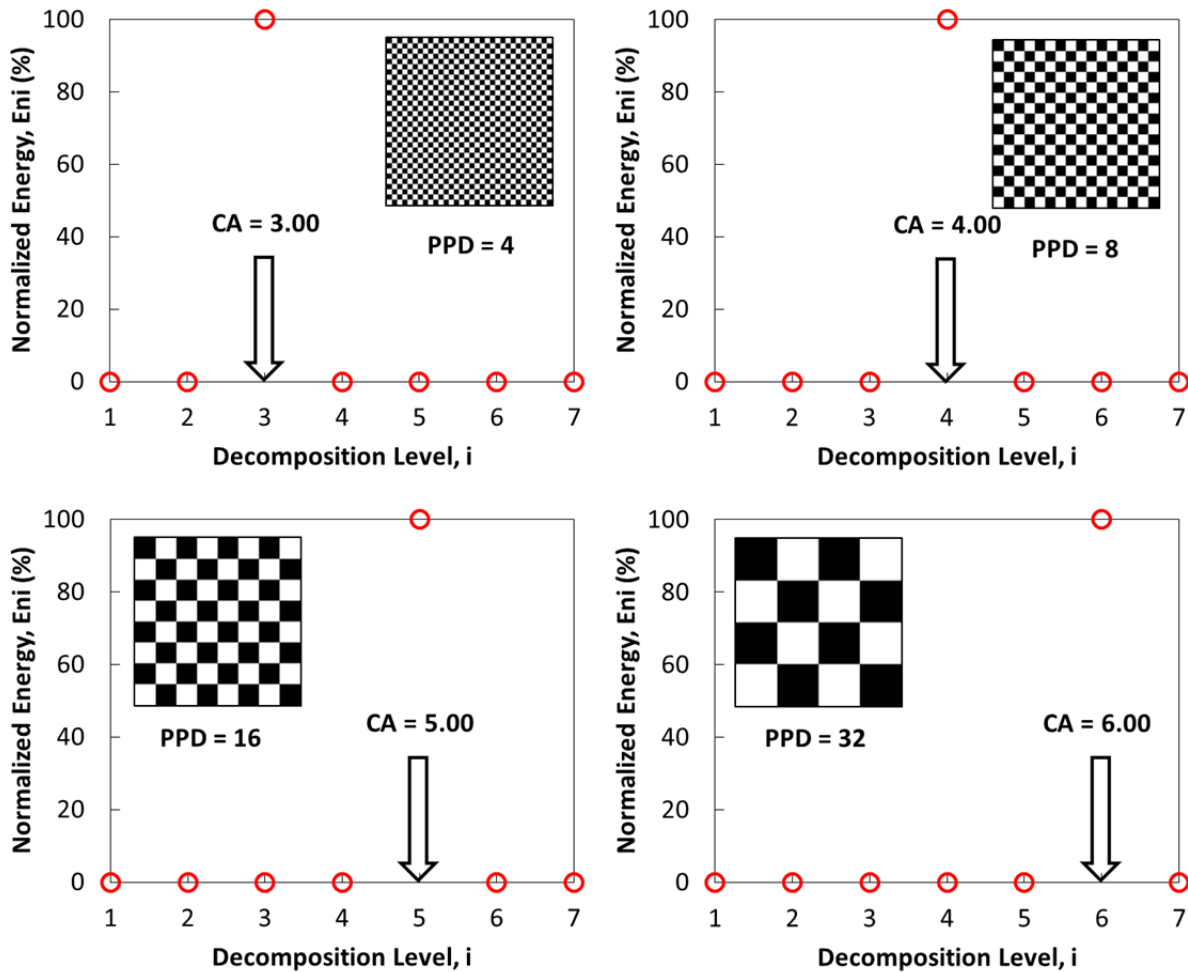 Normalized Energy, Eni (%)
100
80
60
40
20
0
CA = 3.00
PPD = 4
1 2 3 4 5 6 7
Decomposition Level, i
Normalized Energy, Eni (%)
100
80
60
40
20
0
CA = 4.00
PPD = 8
1 2 3 4 5 6 7
Decomposition Level, i
Normalized Energy, Eni (%)
100
80
60
40
20
0
PPD = 16
CA = 5.00
1 2 3 4 5 6 7
Decomposition Level, i
Normalized Energy, Eni (%)
100
80
60
40
20
0
PPD = 32
CA = 6.00
1 2 3 4 5 6 7
Decomposition Level, i